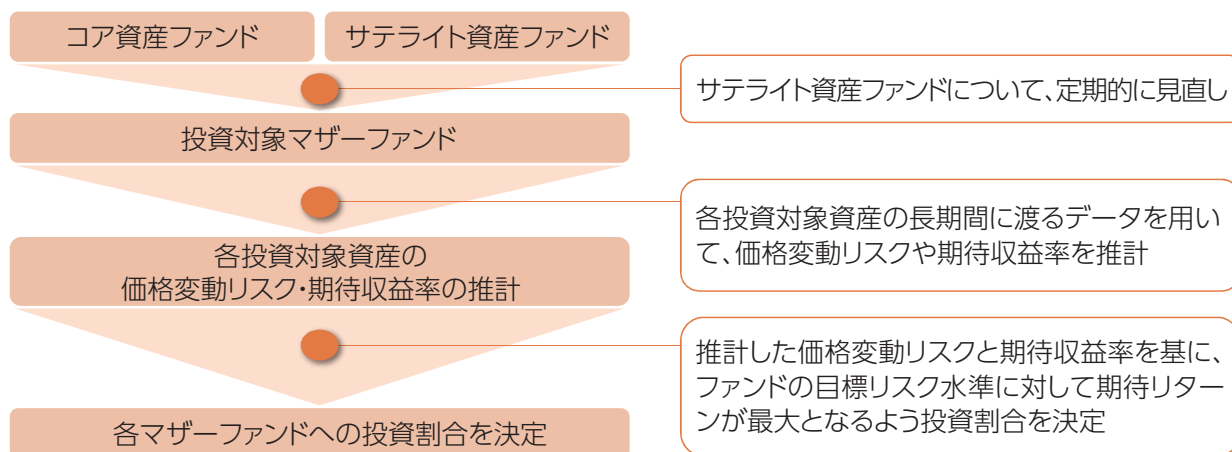 コア資産ファンド
サテライト資産ファンド
サテライト資産ファンドについて、定期的に見直し
投資対象マザーファンド
各投資対象資産の長期間に渡るデータを用い
て、価格変動リスクや期待収益率を推計
各投資対象資産の
価格変動リスク・期待収益率の推計
推計した価格変動リスクと期待収益率を基に、
ファンドの目標リスク水準に対して期待リター
ンが最大となるよう投資割合を決定
各マザーファンドへの投資割合を決定